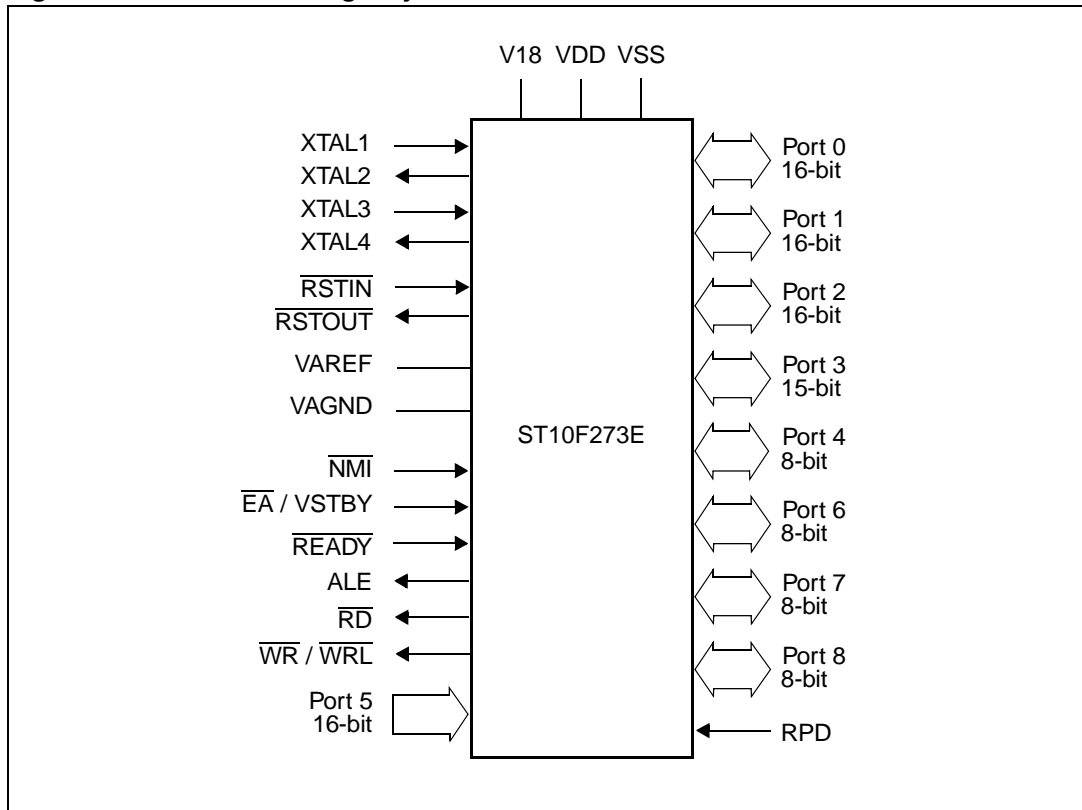 V18 VDD VSS
XTAL1
XTAL2
XTAL3
XTAL4
RSTIN
RSTOUT
VAREF
VAGND
NMI
EA / VSTBY
READY
ALE
RD
WR / WRL
Port 5
16-bit
ST10F273E
Port 0
16-bit
Port 1
16-bit
Port 2
16-bit
Port 3
15-bit
Port 4
8-bit
Port 6
8-bit
Port 7
8-bit
Port 8
8-bit
RPD